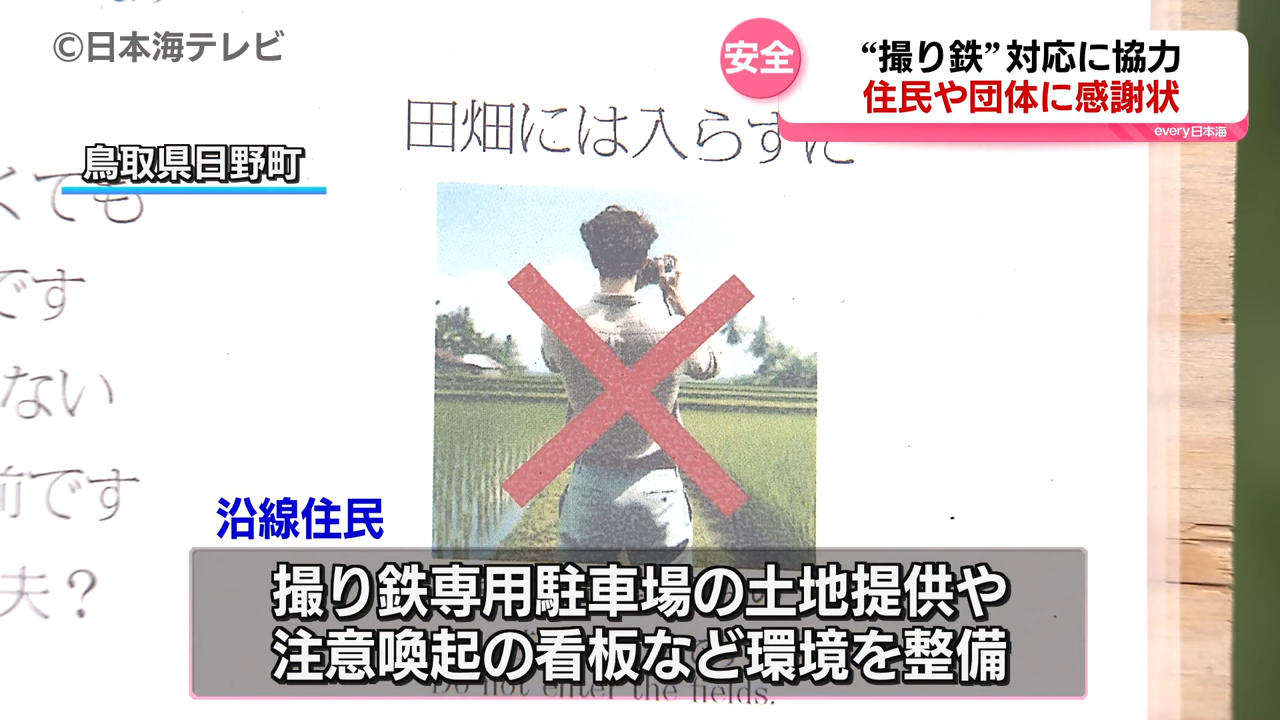 ©日本海テレビ
安全
“撮り鉄”対応に協力
住民や団体に感謝状
every日本海
鳥取県日野町
田畑には入らずに
くても
です
ない
前です
夫？
沿線住民
撮り鉄専用駐車場の土地提供や
注意喚起の看板など環境を整備
Do not enter the fields.